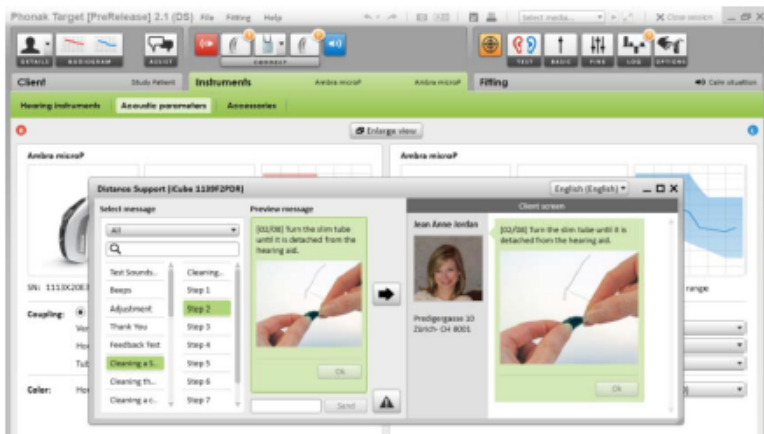 Phonak Target [PreRelease] 2.1 (DS) File Fitting Help
Select media...
Close session
DETAILS AUDIOGRAM ASSIST CONNECT TEST BASIC FINE LOG OPTIONS
Client Study Patient Instruments Ambra microP Ambra microP Fitting Calm situation
Hearing instruments Acoustic parameters Accessories
Enlarge view
Ambra microP Ambra microP
Distance Support (iCube 1139F2PDR) English (English)
Select message Preview message Client screen
All
[02/08] Turn the slim tube
until it is detached from the
hearing aid.
Jean Anne Jordan
[02/08] Turn the slim tube until it is
detached from the hearing aid.
Test Sounds.. Cleaning..
Beeps Step 1
Adjustment Step 2
Thank You Step 3
Feedback Test Step 4
Cleaning a S.. Step 5
Cleaning th.. Step 6
Cleaning a c.. Step 7
Predigergasse 10
Zürich- CH 8001
Ok
Ok
Send
range
Coupling:
Color: